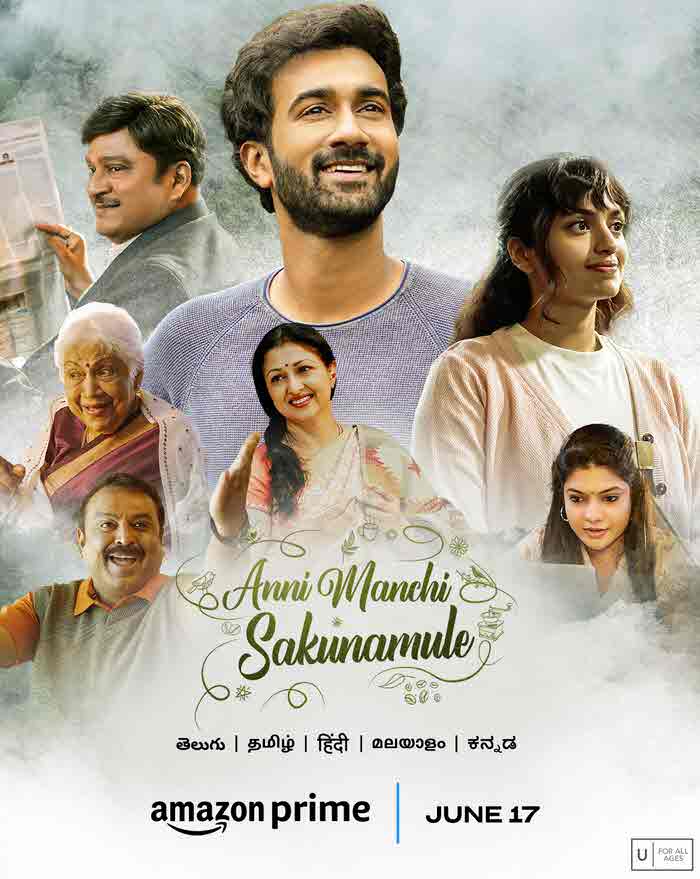 Anni Manchi
Sakunamule
తెలుగు | தமிழ் | हिंदी | മലയാളം | ಕನ್ನಡ
amazon prime | JUNE 17
U | FOR ALL
AGES